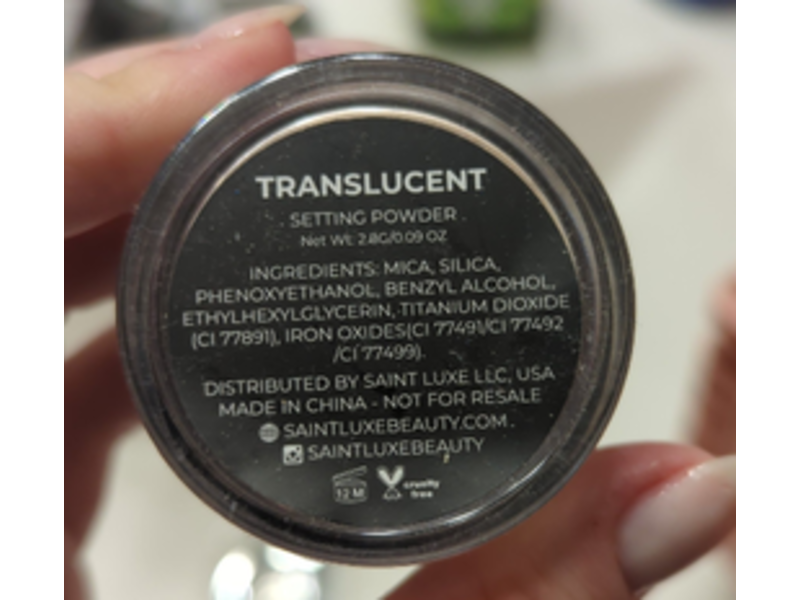 TRANSLUCENT
SETTING POWDER
Net Wt: 2.8G/0.09 OZ
INGREDIENTS: MICA, SILICA,
PHENOXYETHANOL, BENZYL ALCOHOL,
ETHYLHEXYLGLYCERIN, TITANIUM DIOXIDE
(CI 77891), IRON OXIDES(CI 77491/CI 77492
/CI 77499).
DISTRIBUTED BY SAINT LUXE LLC, USA
MADE IN CHINA - NOT FOR RESALE
SAINTLUXEBEAUTY.COM
SAINTLUXEBEAUTY
12 M
cruelty
free